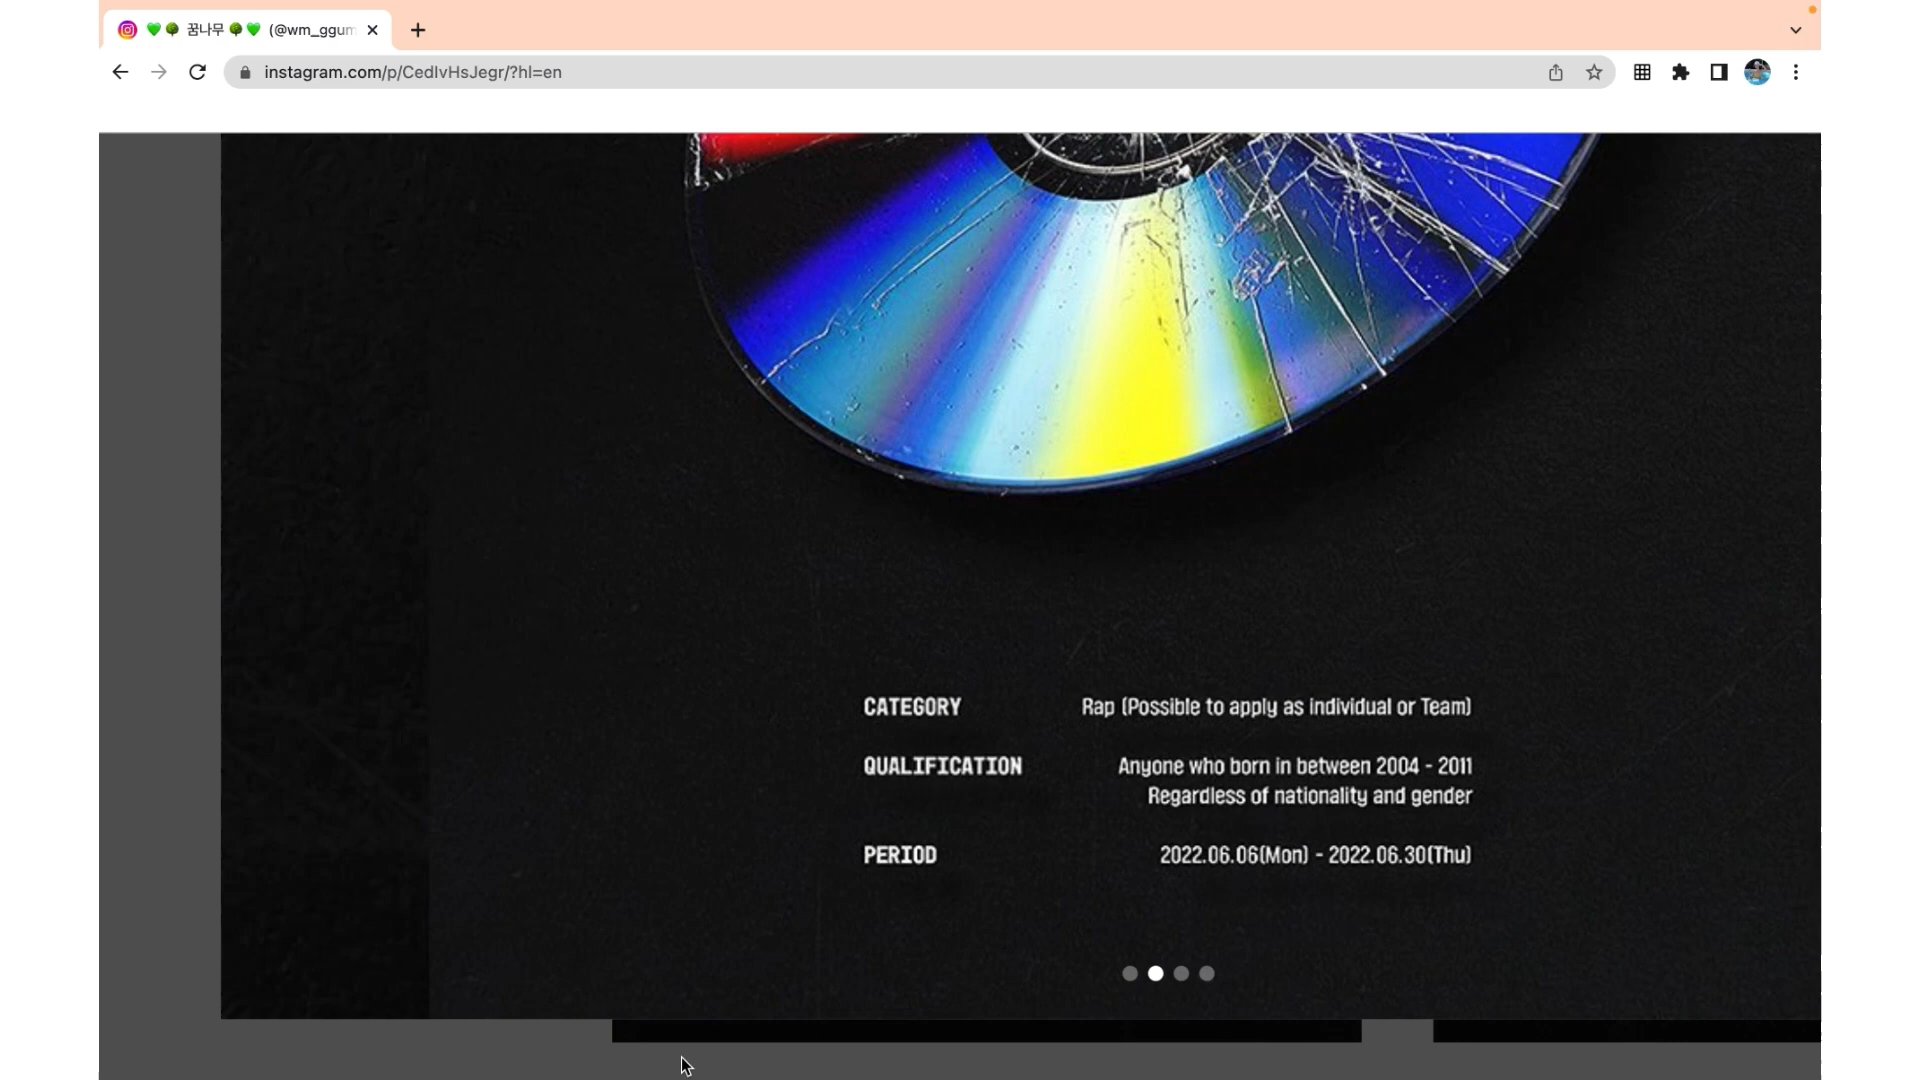 💚🌳 꿈나무 🌳💚 (@wm_ggum
instagram.com/p/CedIvHsJegr/?hl=en
CATEGORY Rap (Possible to apply as individual or Team)
QUALIFICATION Anyone who born in between 2004 - 2011
Regardless of nationality and gender
PERIOD 2022.06.06(Mon) - 2022.06.30(Thu)